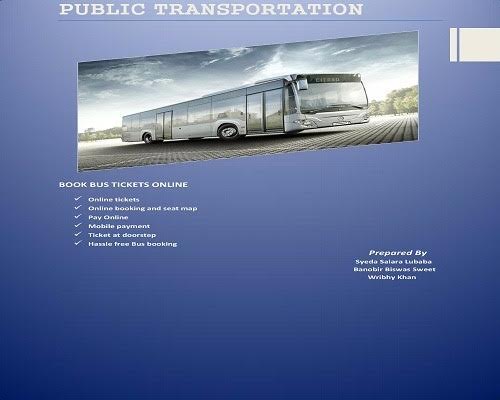 PUBLIC TRANSPORTATION
CITARO
BOOK BUS TICKETS ONLINE
Online tickets
Online booking and seat map
Pay Online
Mobile payment
Ticket at doorstep
Hassle free Bus booking
Prepared By
Syeda Salara Lubaba
Banobir Biswas Sweet
Wribhy Khan